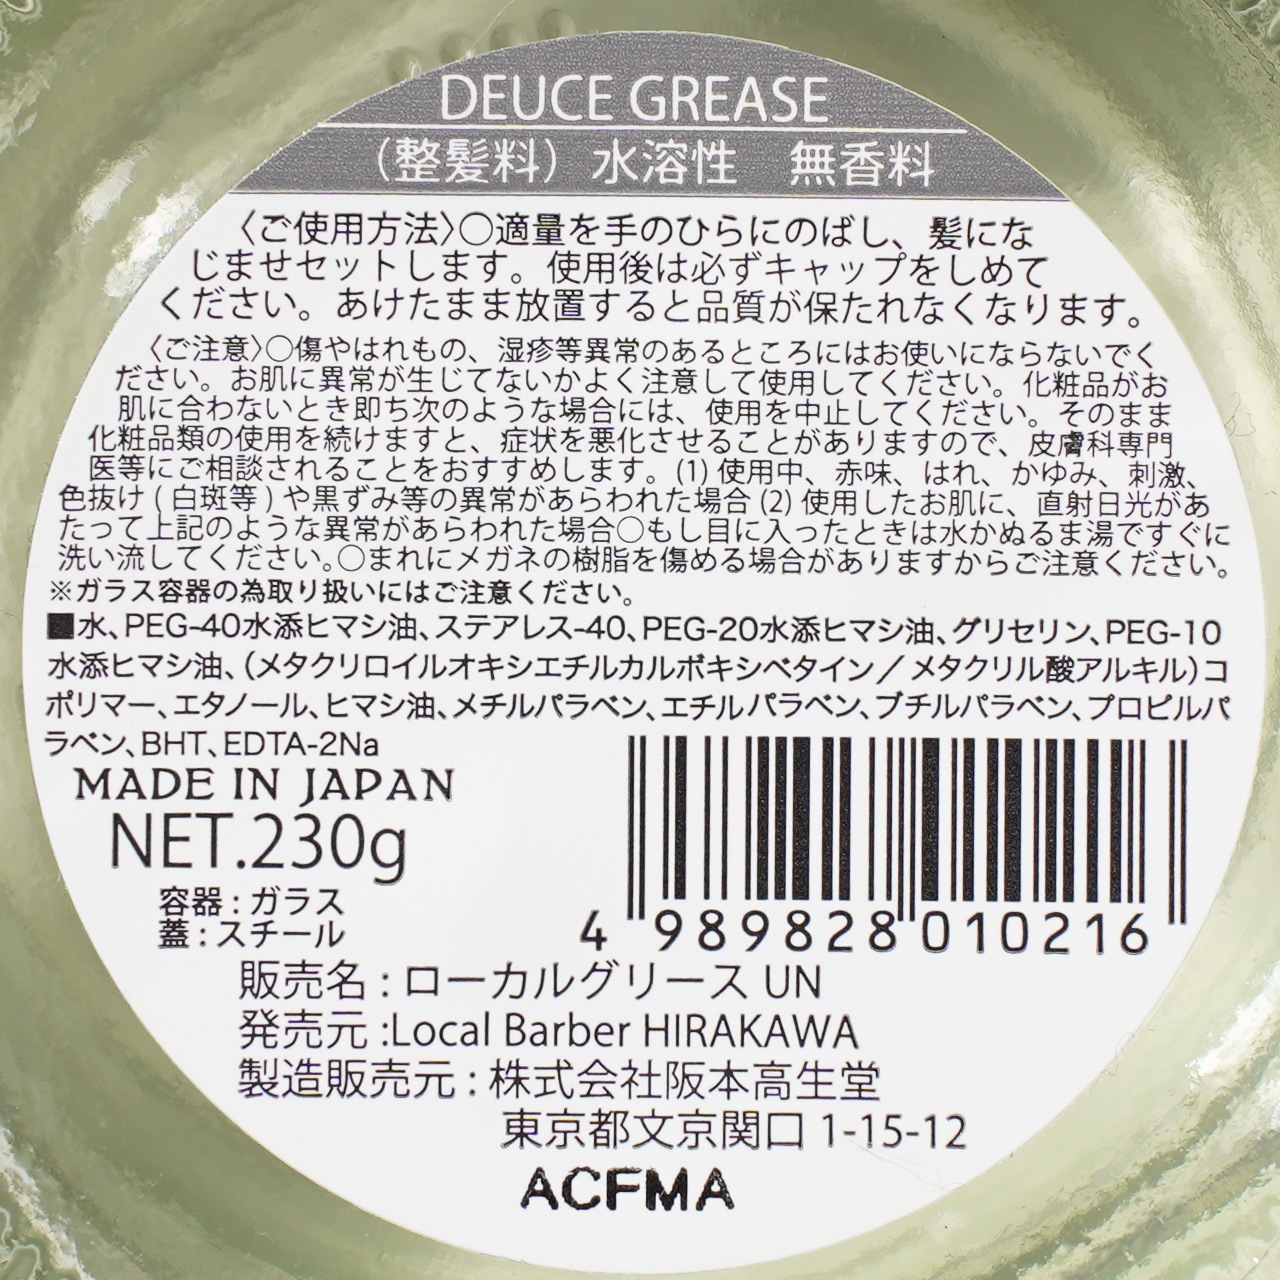 DEUCE GREASE
（整髪料）水溶性　無香料
〈ご使用方法〉○適量を手のひらにのばし、髪にな
じませセットします。使用後は必ずキャップをしめて
ください。あけたまま放置すると品質が保たれなくなります。
〈ご注意〉○傷やはれもの、湿疹等異常のあるところにはお使いにならないでく
ださい。お肌に異常が生じてないかよく注意して使用してください。化粧品がお
肌に合わないとき即ち次のような場合には、使用を中止してください。そのまま
化粧品類の使用を続けますと、症状を悪化させることがありますので、皮膚科専門
医等にご相談されることをおすすめします。(1) 使用中、赤味、はれ、かゆみ、刺激、
色抜け ( 白斑等 ) や黒ずみ等の異常があらわれた場合 (2) 使用したお肌に、直射日光があ
たって上記のような異常があらわれた場合○もし目に入ったときは水かぬるま湯ですぐに
洗い流してください。○まれにメガネの樹脂を傷める場合がありますからご注意ください。
※ガラス容器の為取り扱いにはご注意ください。
■水、PEG-40水添ヒマシ油、ステアレス-40、PEG-20水添ヒマシ油、グリセリン、PEG-10
水添ヒマシ油、（メタクリロイルオキシエチルカルボキシベタイン／メタクリル酸アルキル）コ
ポリマー、エタノール、ヒマシ油、メチルパラベン、エチルパラベン、ブチルパラベン、プロピルパ
ラベン、BHT、EDTA-2Na
MADE IN JAPAN
NET.230g
容器 : ガラス
蓋 : スチール
4 989828 010216
販売名 : ローカルグリース UN
発売元 :Local Barber HIRAKAWA
製造販売元 : 株式会社阪本高生堂
東京都文京関口 1-15-12
ACFMA